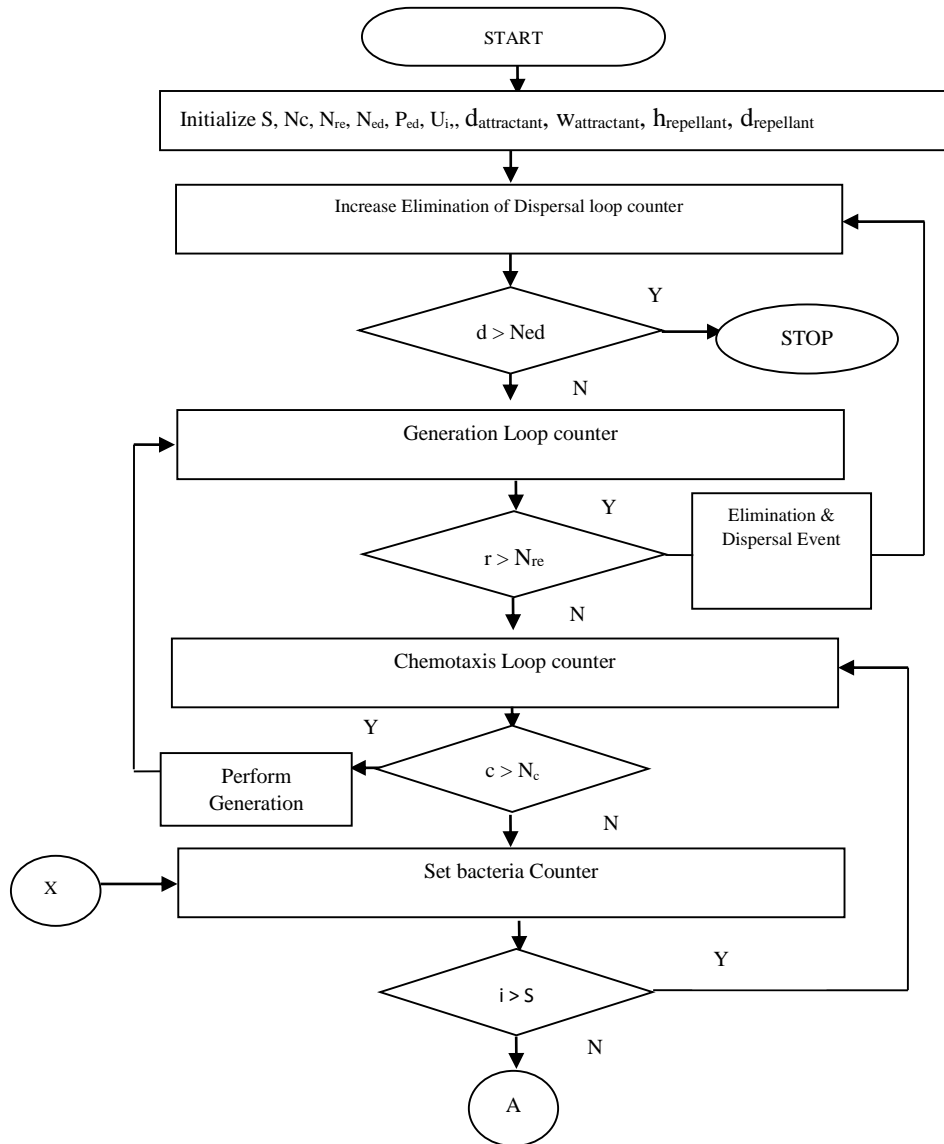 START
Initialize S, Nc, Nre, Ned, Ped, Ui,, dattractant, wattractant, hrepellant, drepellant
Increase Elimination of Dispersal loop counter
Y
d > Ned
STOP
N
Generation Loop counter
Y
Elimination &
Dispersal Event
r > Nre
N
Chemotaxis Loop counter
Y
c > Nc
Perform
Generation
N
Set bacteria Counter
X
Y
i > S
N
A